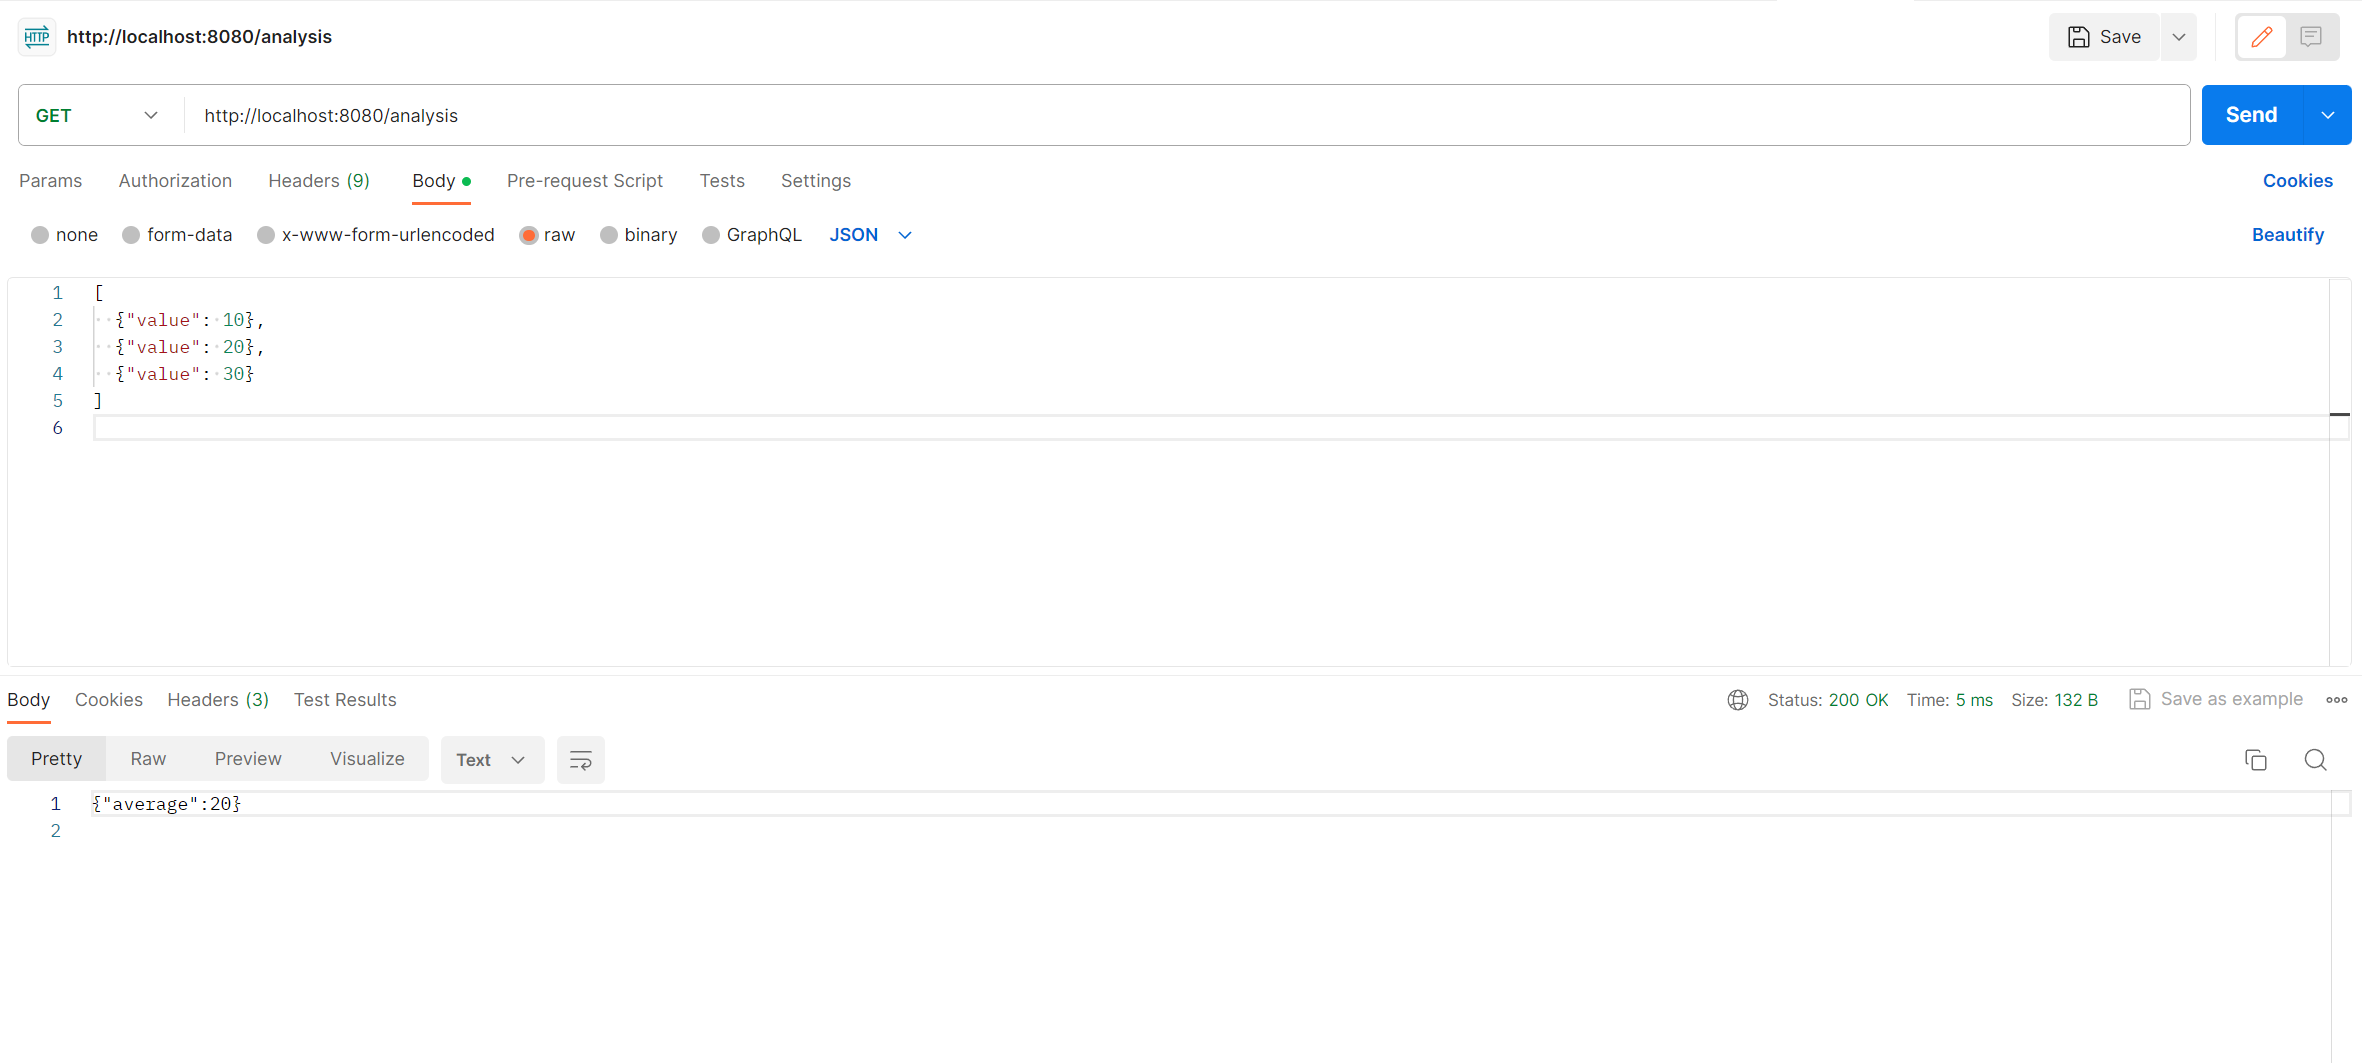 HTTP http://localhost:8080/analysis Save
GET http://localhost:8080/analysis Send
Params Authorization Headers (9) Body Pre-request Script Tests Settings Cookies
none form-data x-www-form-urlencoded raw binary GraphQL JSON Beautify
1 [
2 {"value": 10},
3 {"value": 20},
4 {"value": 30}
5 ]
6
Body Cookies Headers (3) Test Results Status: 200 OK Time: 5 ms Size: 132 B Save as example
Pretty Raw Preview Visualize Text
1 {"average":20}
2